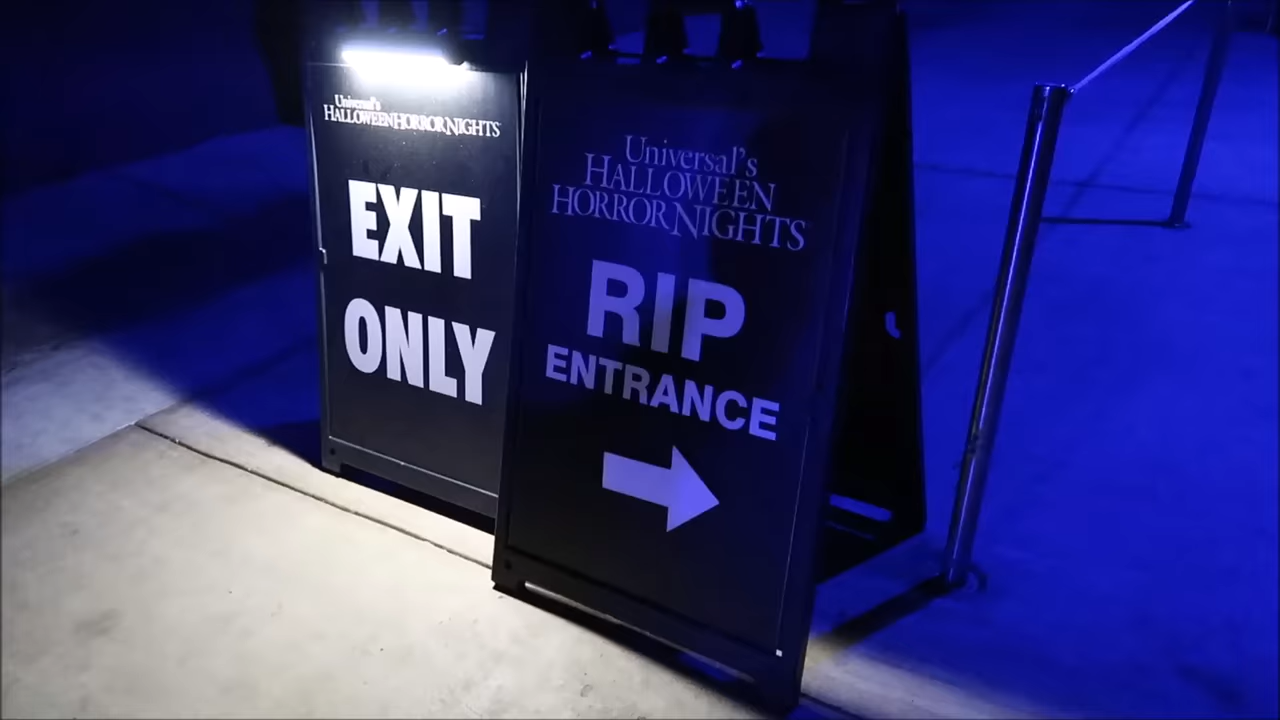 Universal's
HALLOWEEN HORROR NIGHTS
EXIT
ONLY
Universal's
HALLOWEEN
HORROR NIGHTS
RIP
ENTRANCE